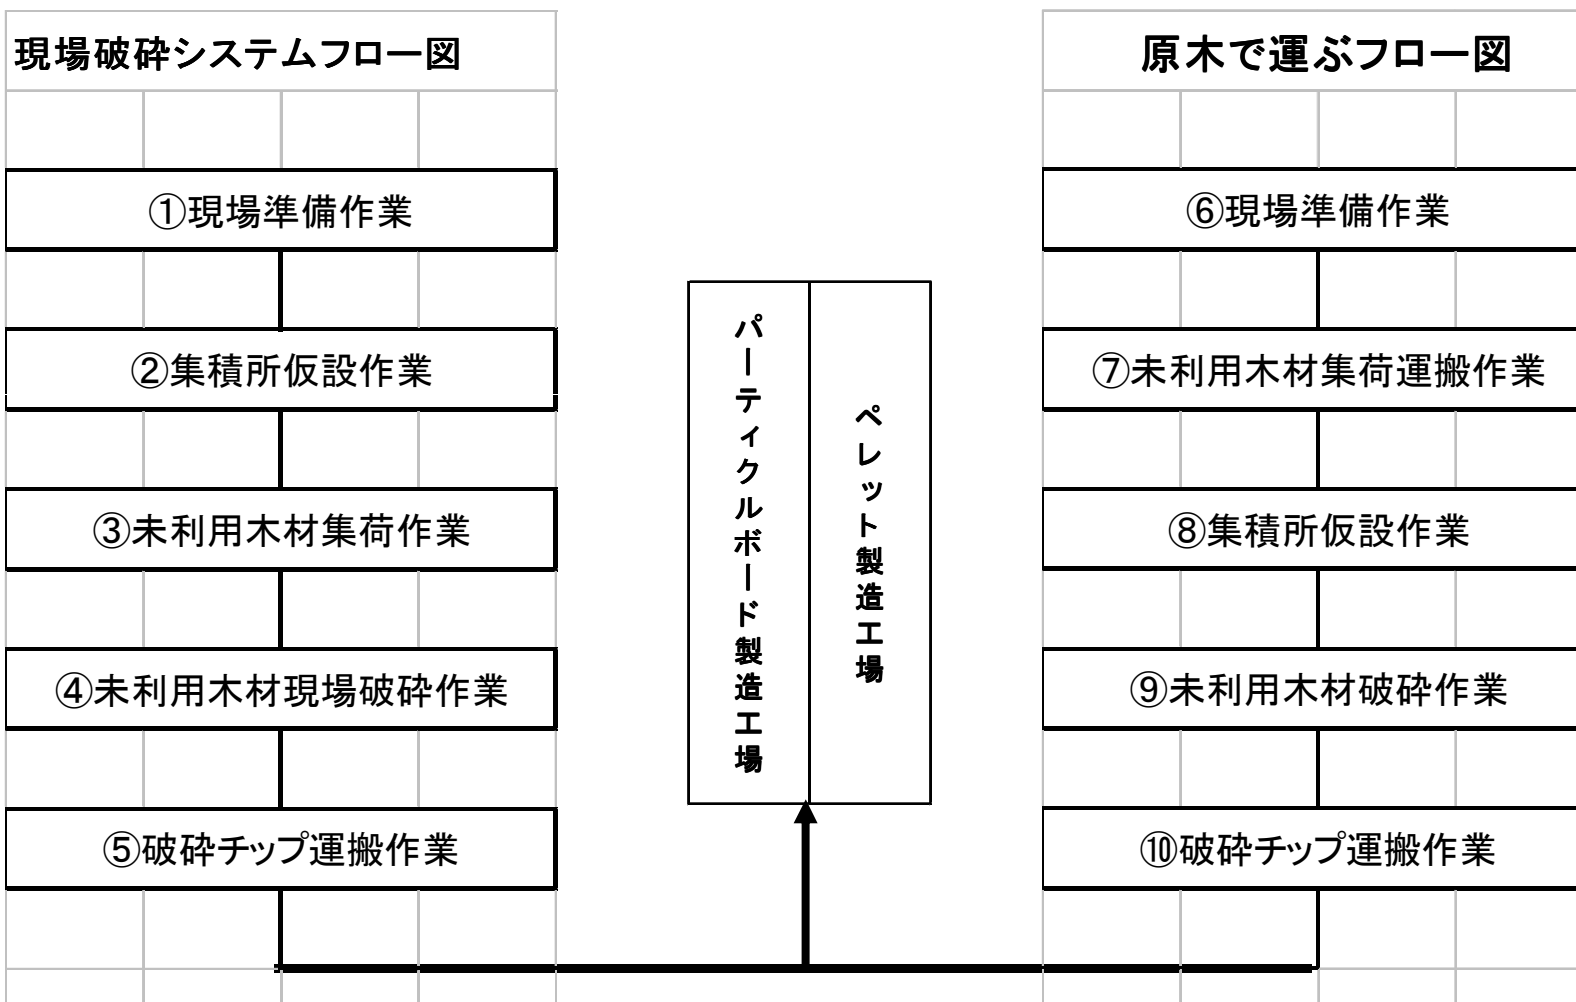 現場破砕システムフロー図
①現場準備作業
②集積所仮設作業
③未利用木材集荷作業
④未利用木材現場破砕作業
⑤破砕チップ運搬作業
パーティクルボード製造工場
ペレット製造工場
原木で運ぶフロー図
⑥現場準備作業
⑦未利用木材集荷運搬作業
⑧集積所仮設作業
⑨未利用木材破砕作業
⑩破砕チップ運搬作業